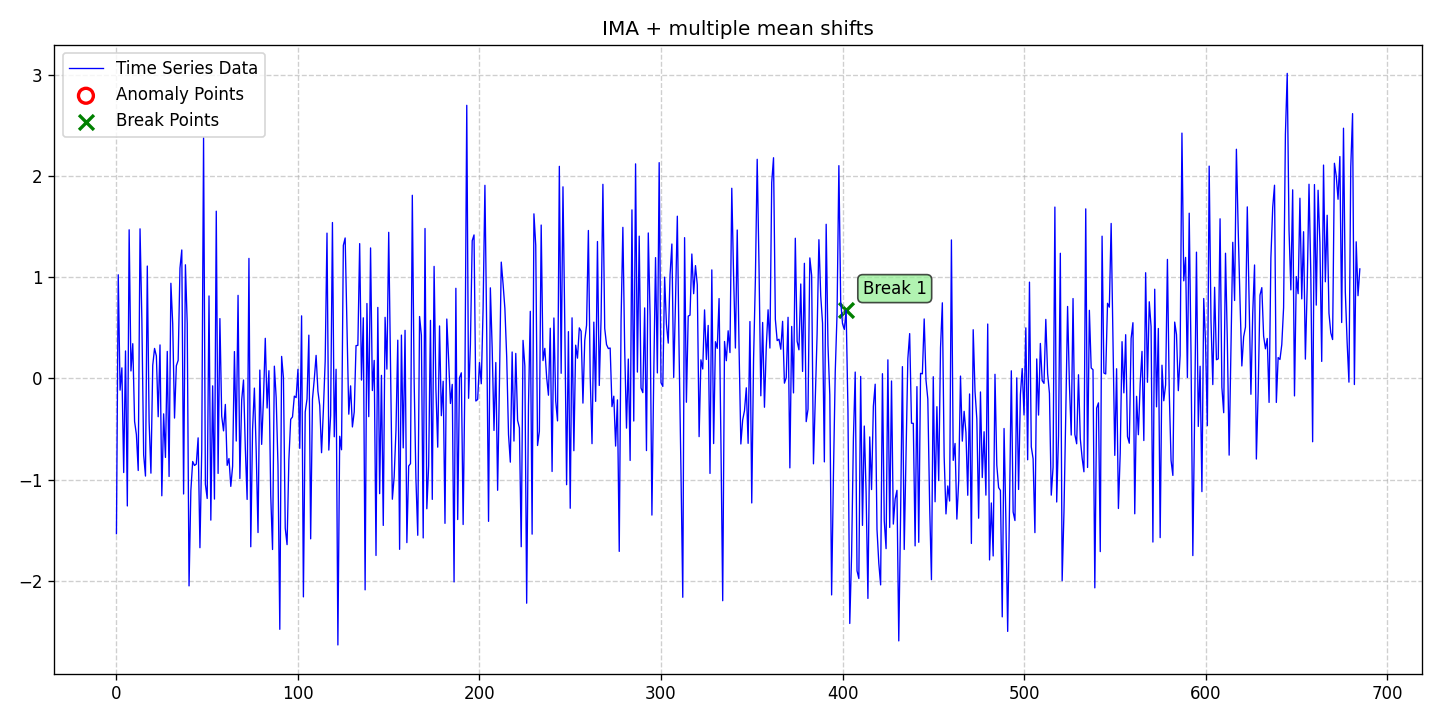 IMA + multiple mean shifts
Time Series Data
Anomaly Points
Break Points
Break 1
3
2
1
0
−1
−2
0
100
200
300
400
500
600
700